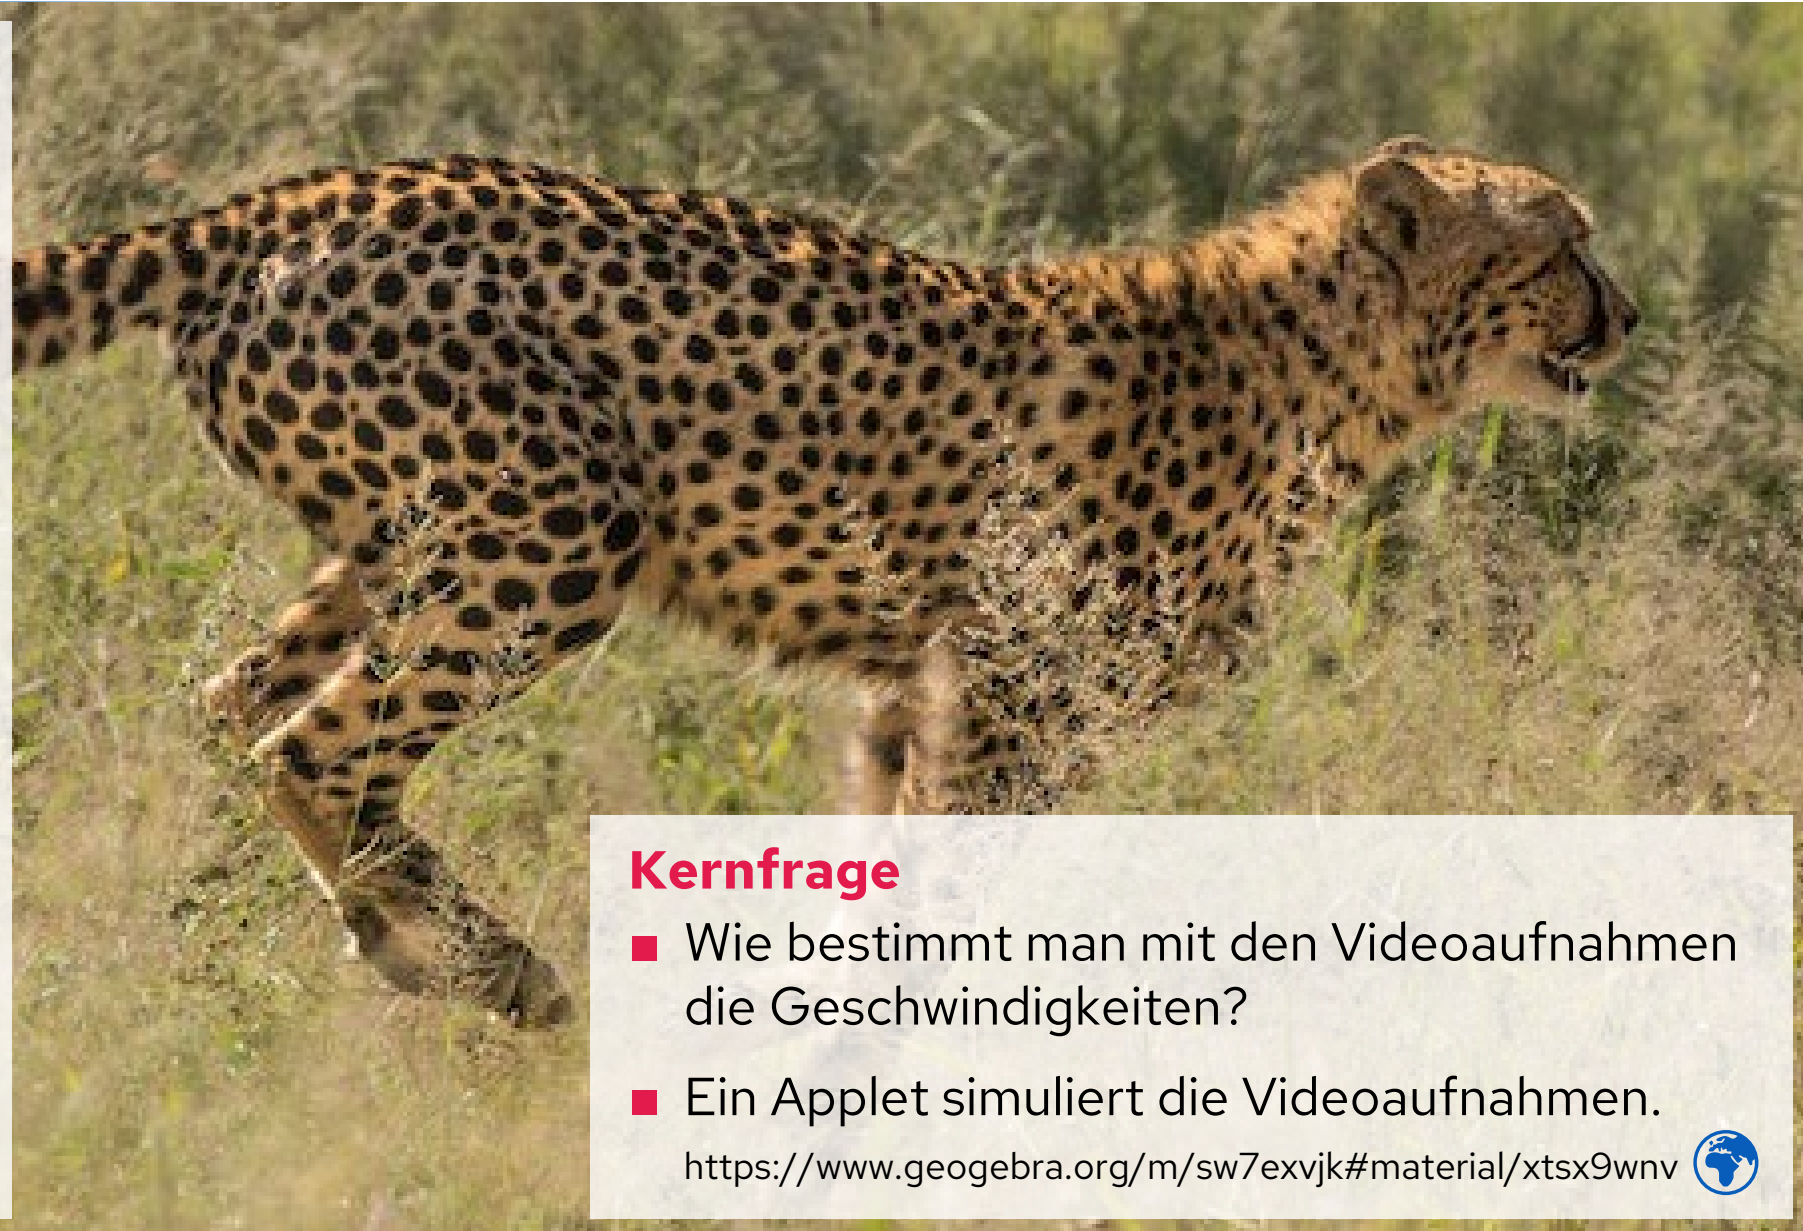 Kernfrage
Wie bestimmt man mit den Videoaufnahmen
die Geschwindigkeiten?
Ein Applet simuliert die Videoaufnahmen.
https://www.geogebra.org/m/sw7exvjk#material/xtsx9wnv